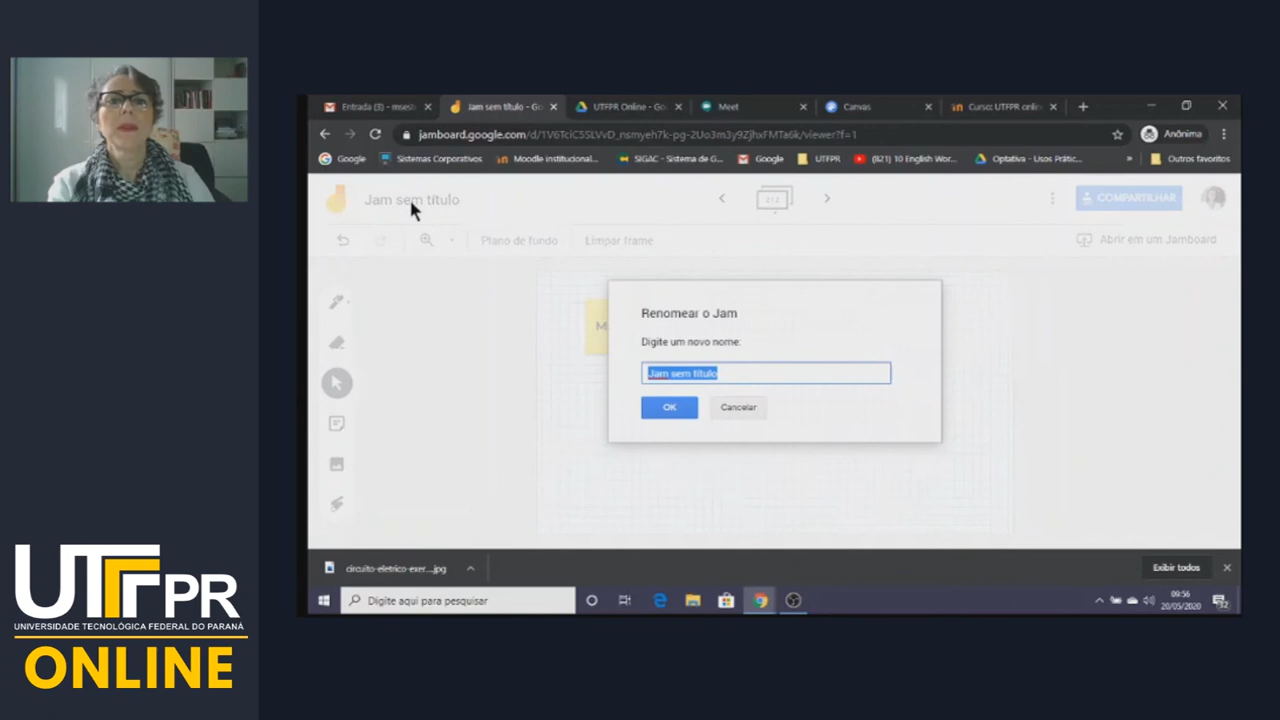 Entrada (3) - mses
Jam sem título - Go
UTFPR Online - Go
Meet
Canvas
Curso: UTFPR onlin
jamboard.google.com/d/1V6TciC5SLVvD_nsmyeh7k-pg-2Uo3m3y9ZjhxFMTa6k/viewer?f=1
Anônima
Google
Sistemas Corporativos
Moodle institucional...
SIGAC - Sistema de G...
Google
UTFPR
(821) 10 English Wor...
Optativa - Usos Prátic...
Outros favoritos
Jam sem título
2/2
COMPARTILHAR
Plano de fundo
Limpar frame
Abrir em um Jamboard
Renomear o Jam
Digite um novo nome:
Jam sem título
OK
Cancelar
circuito-eletrico-exer....jpg
Exibir todos
Digite aqui para pesquisar
09:56
20/05/2020
UTFPR
UNIVERSIDADE TECNOLÓGICA FEDERAL DO PARANÁ
ONLINE